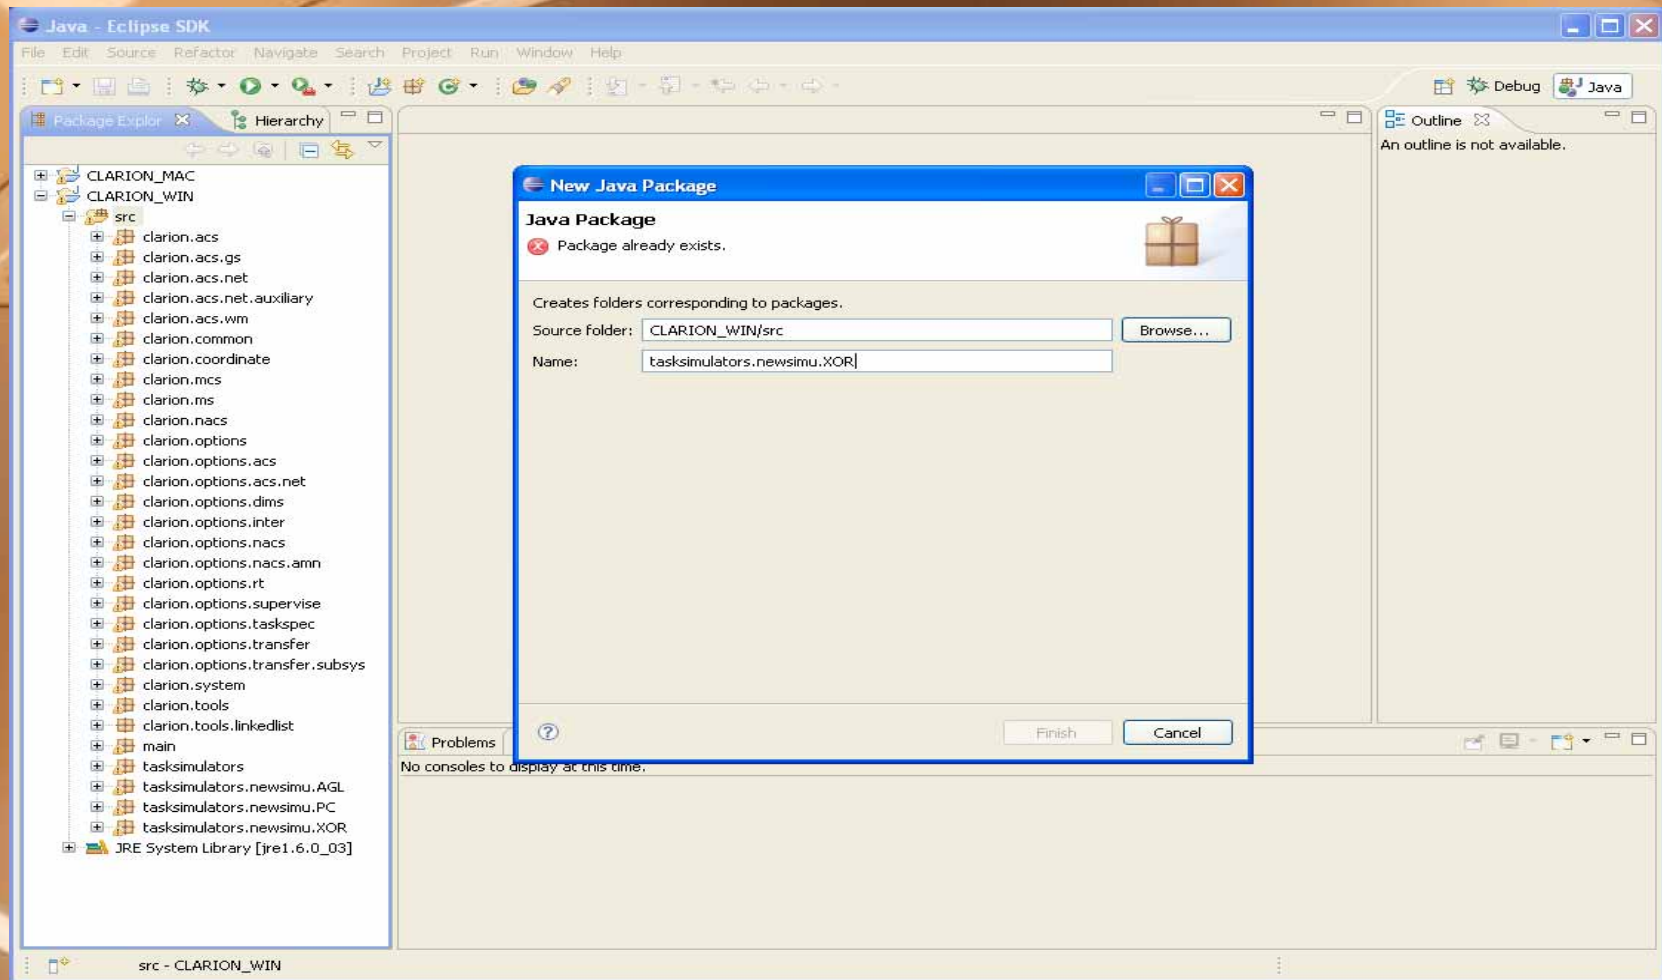 Java - Eclipse SDK
File Edit Source Refactor Navigate Search Project Run Window Help
Debug Java
Package Explor Hierarchy
CLARION_MAC
CLARION_WIN
src
clarion.acs
clarion.acs.gs
clarion.acs.net
clarion.acs.net.auxiliary
clarion.acs.wm
clarion.common
clarion.coordinate
clarion.mcs
clarion.ms
clarion.nacs
clarion.options
clarion.options.acs
clarion.options.acs.net
clarion.options.dims
clarion.options.inter
clarion.options.nacs
clarion.options.nacs.amn
clarion.options.rt
clarion.options.supervise
clarion.options.taskspec
clarion.options.transfer
clarion.options.transfer.subsys
clarion.system
clarion.tools
clarion.tools.linkedlist
main
tasksimulators
tasksimulators.newsimu.AGL
tasksimulators.newsimu.PC
tasksimulators.newsimu.XOR
JRE System Library [jre1.6.0_03]
New Java Package
Java Package
Package already exists.
Creates folders corresponding to packages.
Source folder: CLARION_WIN/src Browse...
Name: tasksimulators.newsimu.XOR
? Finish Cancel
Outline
An outline is not available.
Problems
No consoles to display at this time.
src - CLARION_WIN